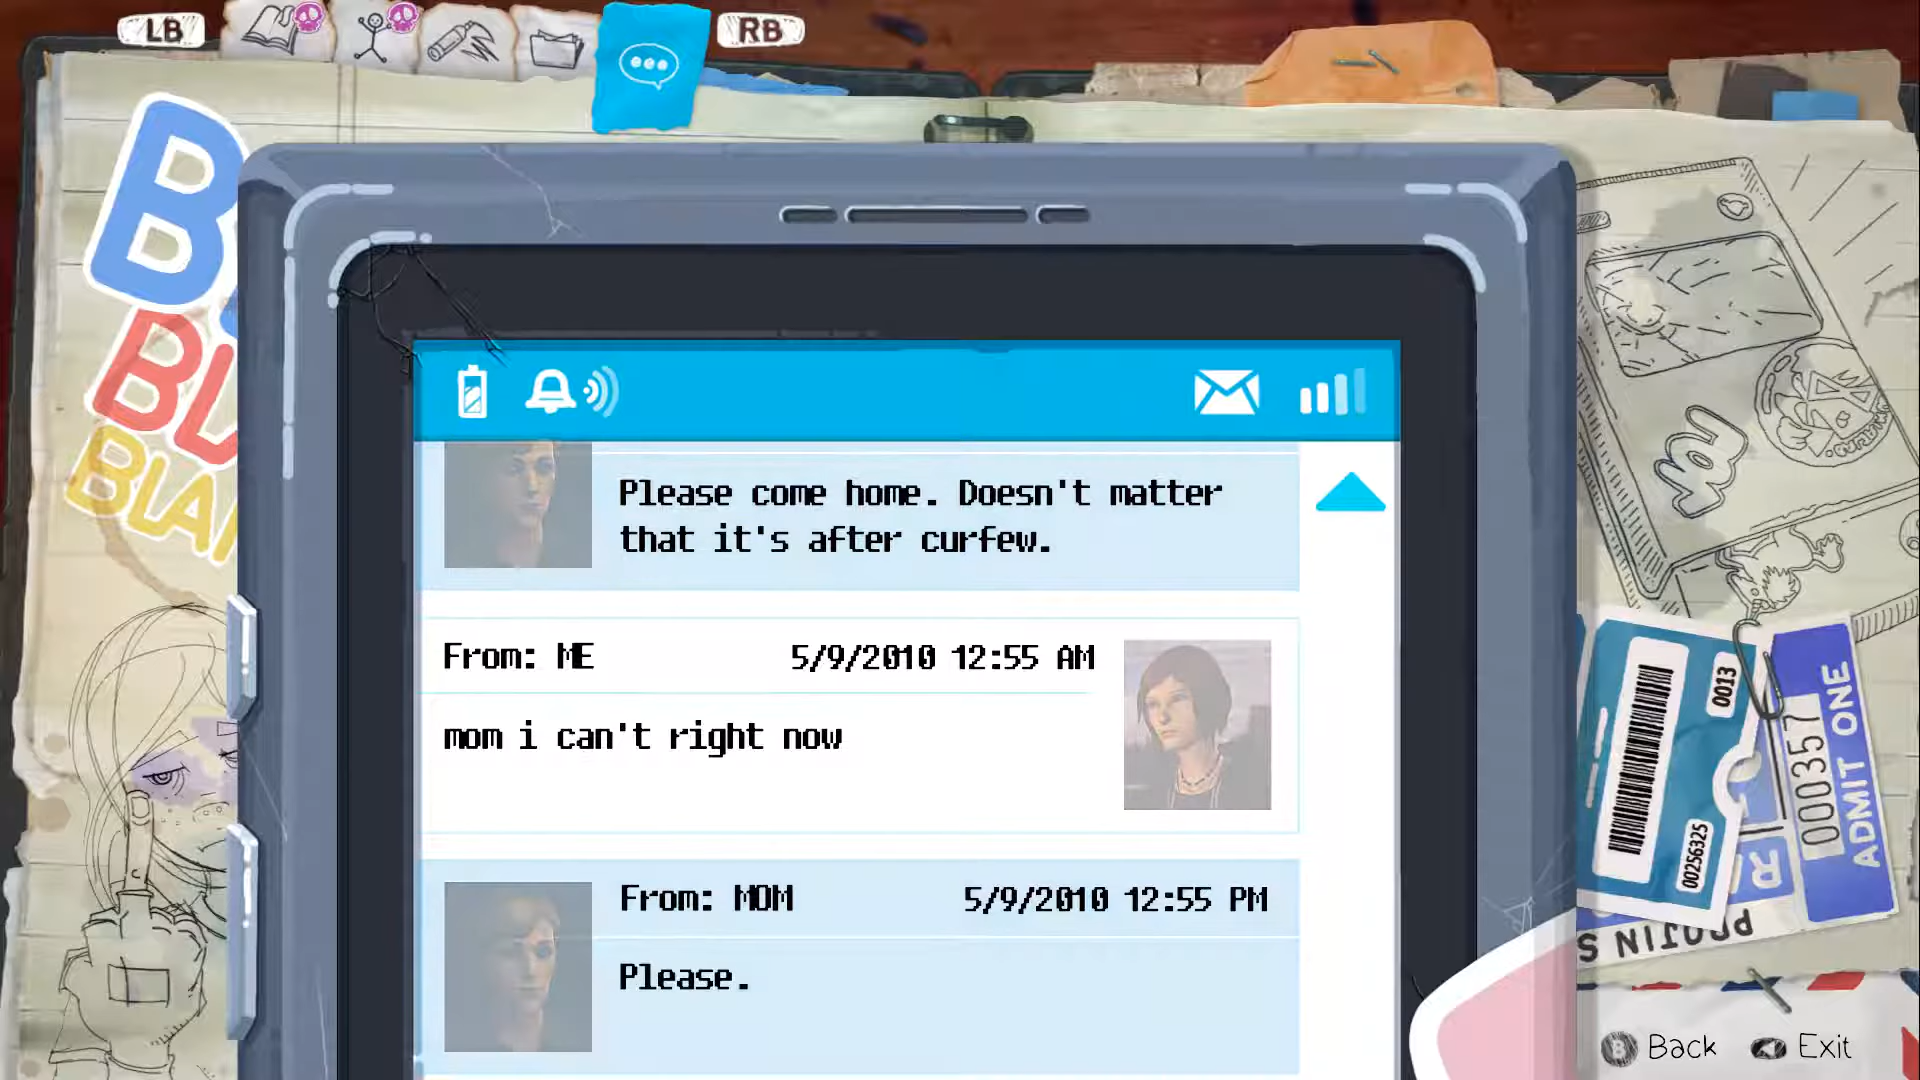 LB
RB
Please come home. Doesn't matter
that it's after curfew.
From: ME 5/9/2010 12:55 AM
mom i can't right now
From: MOM 5/9/2010 12:55 PM
Please.
BLA
0013
00256325
000357
ADMIT ONE
B Back
Exit